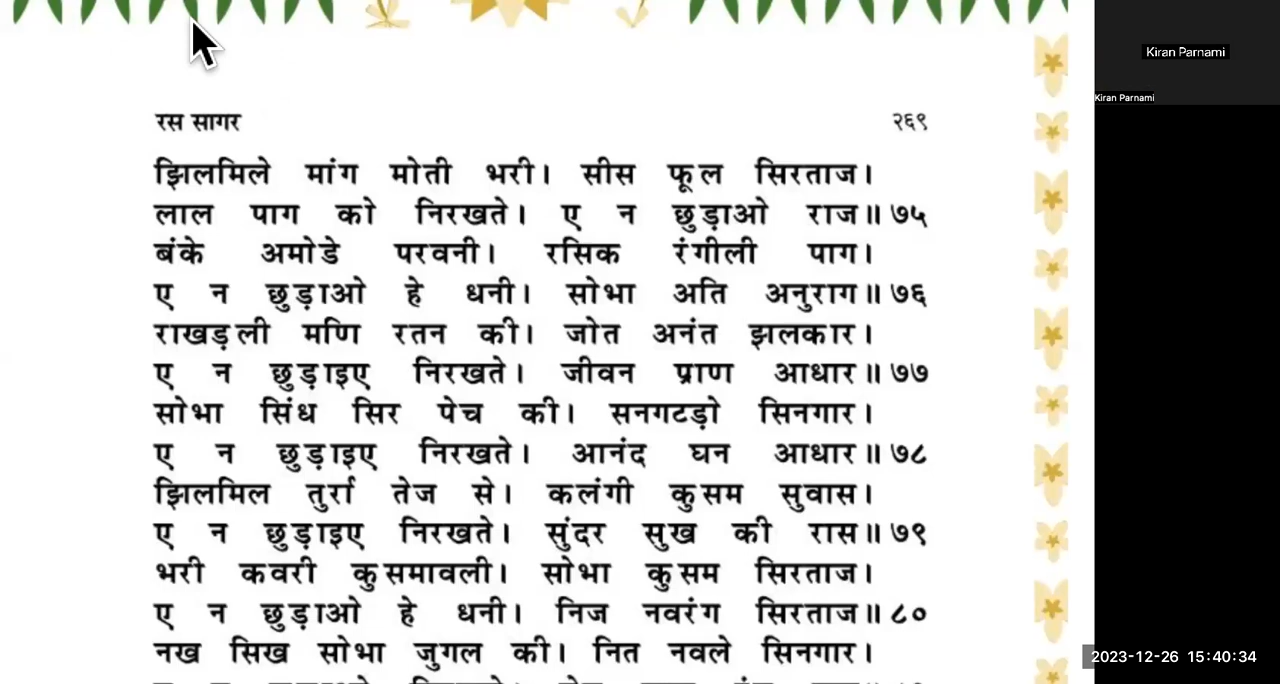 रस सागर २६९
झिलमिले मांग मोती भरी। सीस फूल सिरताज।
लाल पाग को निरखते। ए न छुड़ाओ राज॥ ७५
बंके अमोडे परवनी। रसिक रंगीली पाग।
ए न छुड़ाओ हे धनी। सोभा अति अनुराग॥ ७६
राखड़ली मणि रतन की। जोत अनंत झलकार।
ए न छुड़ाइए निरखते। जीवन प्राण आधार॥ ७७
सोभा सिंध सिर पेच की। सनगटड़ो सिनगार।
ए न छुड़ाइए निरखते। आनंद घन आधार॥ ७८
झिलमिल तुर्रा तेज से। कलंगी कुसम सुवास।
ए न छुड़ाइए निरखते। सुंदर सुख की रास॥ ७९
भरी कवरी कुसमावली। सोभा कुसम सिरताज।
ए न छुड़ाओ हे धनी। निज नवरंग सिरताज॥ ८०
नख सिख सोभा जुगल की। नित नवले सिनगार।
Kiran Parnami
Kiran Parnami
2023-12-26 15:40:34